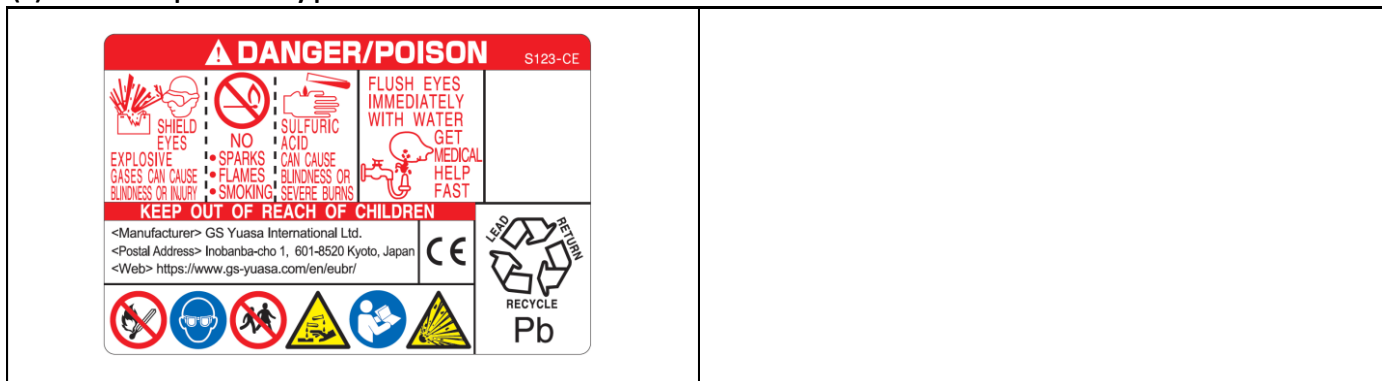 DANGER/POISON
S123-CE
SHIELD
EYES
EXPLOSIVE
GASES CAN CAUSE
BLINDNESS OR INJURY
NO
• SPARKS
• FLAMES
• SMOKING
SULFURIC
ACID
CAN CAUSE
BLINDNESS OR
SEVERE BURNS
FLUSH EYES
IMMEDIATELY
WITH WATER
GET
MEDICAL
HELP
FAST
KEEP OUT OF REACH OF CHILDREN
<Manufacturer> GS Yuasa International Ltd.
<Postal Address> Inobanba-cho 1, 601-8520 Kyoto, Japan
<Web> https://www.gs-yuasa.com/en/eubr/
CE
LEAD
RETURN
RECYCLE
Pb